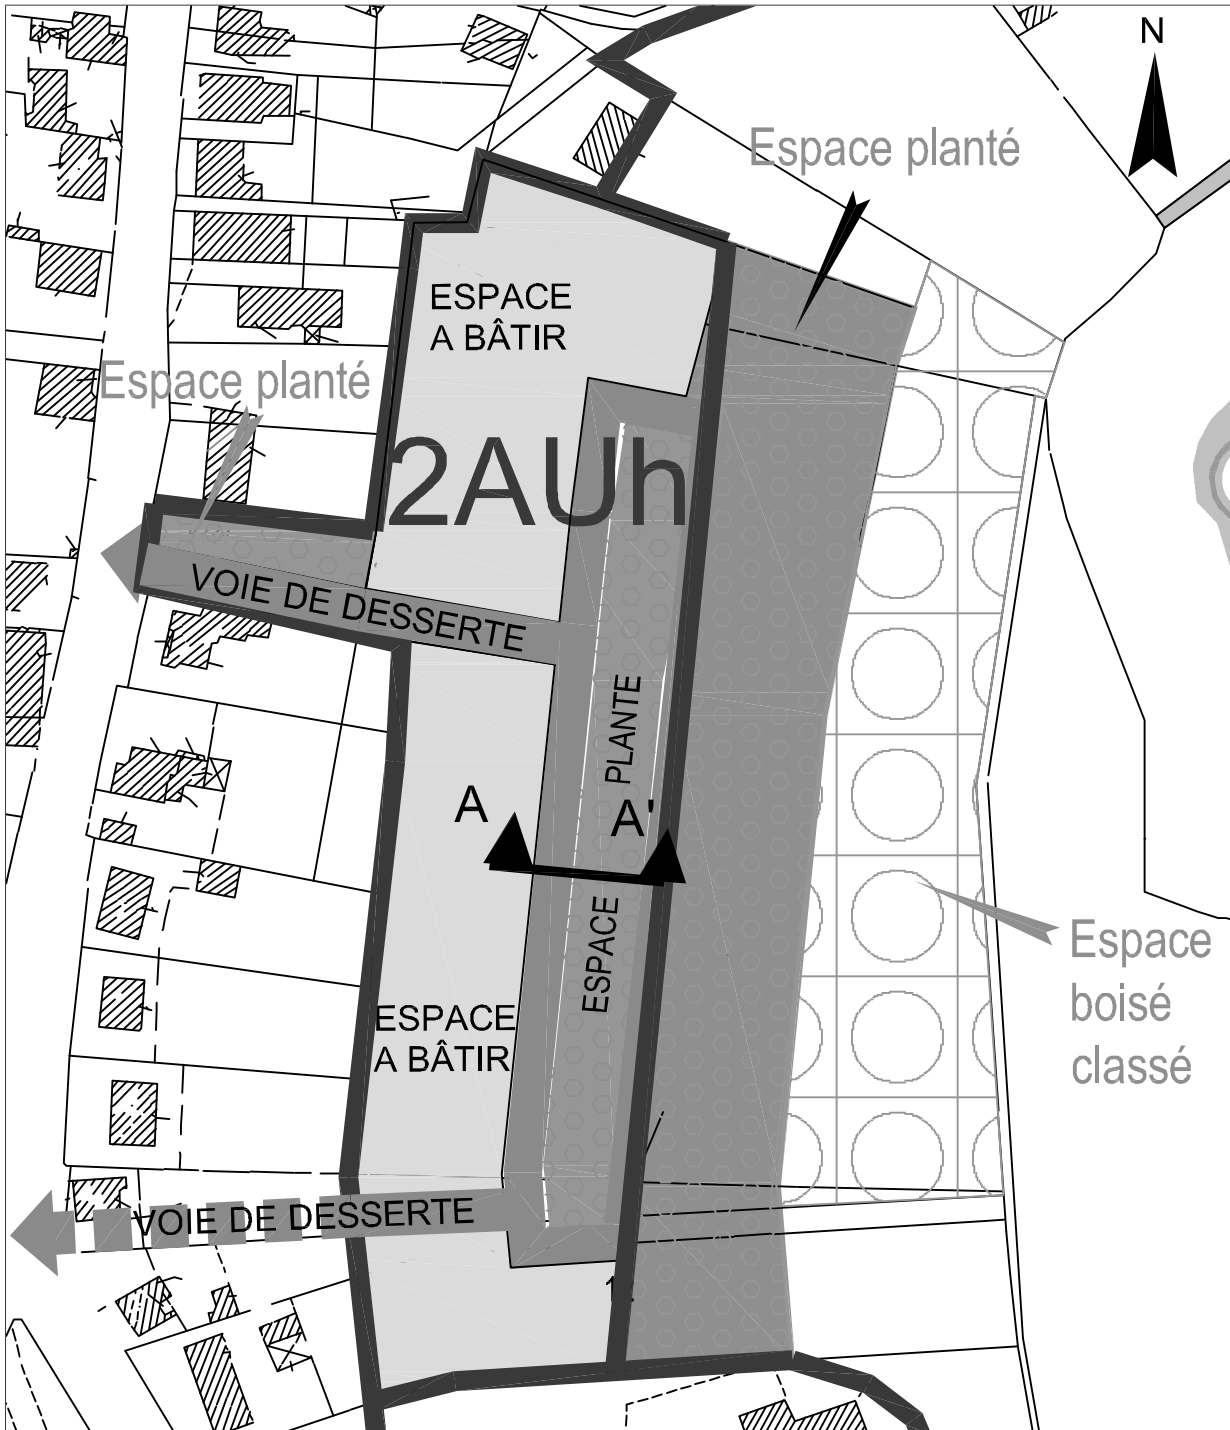 N
Espace planté
ESPACE
A BÂTIR
Espace planté
2AUh
VOIE DE DESSERTE
PLANTE
A
A'
ESPACE
Espace
boisé
classé
ESPACE
A BÂTIR
VOIE DE DESSERTE